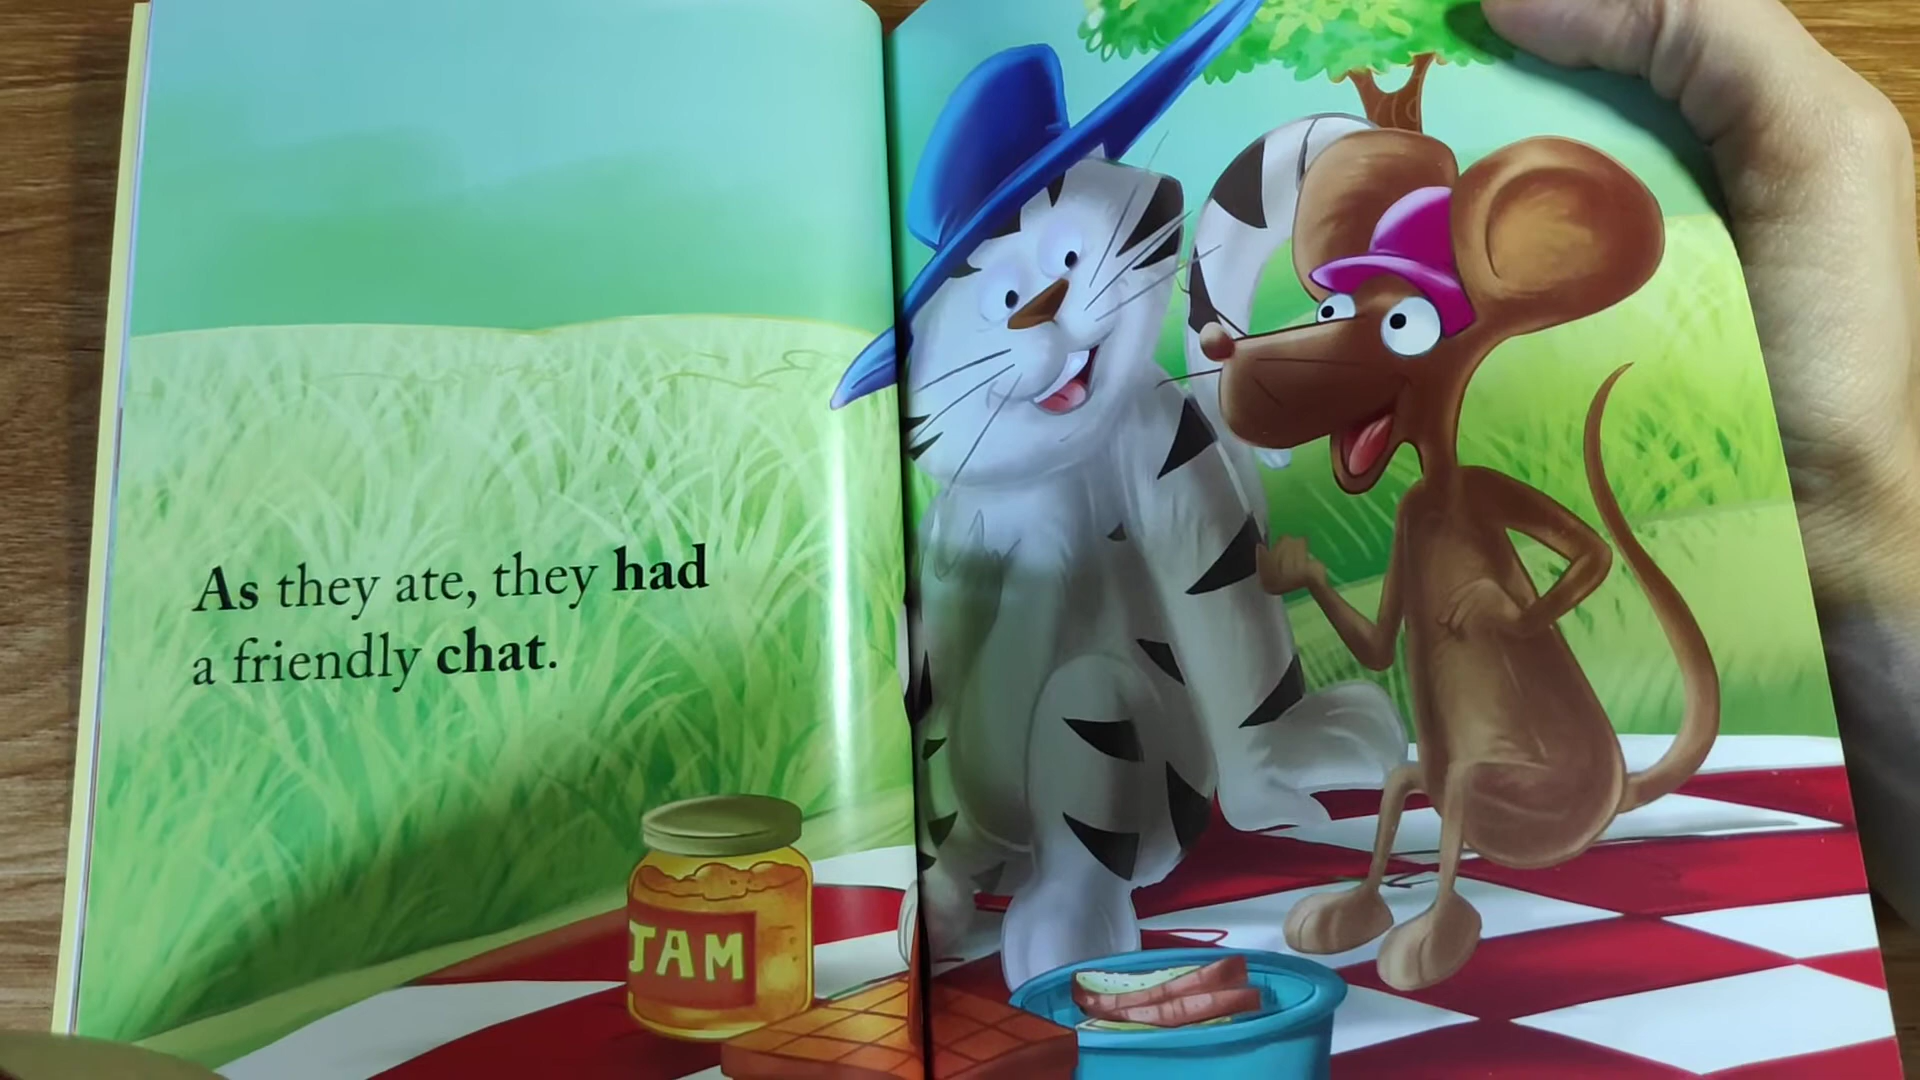 As they ate, they had
a friendly chat.
JAM